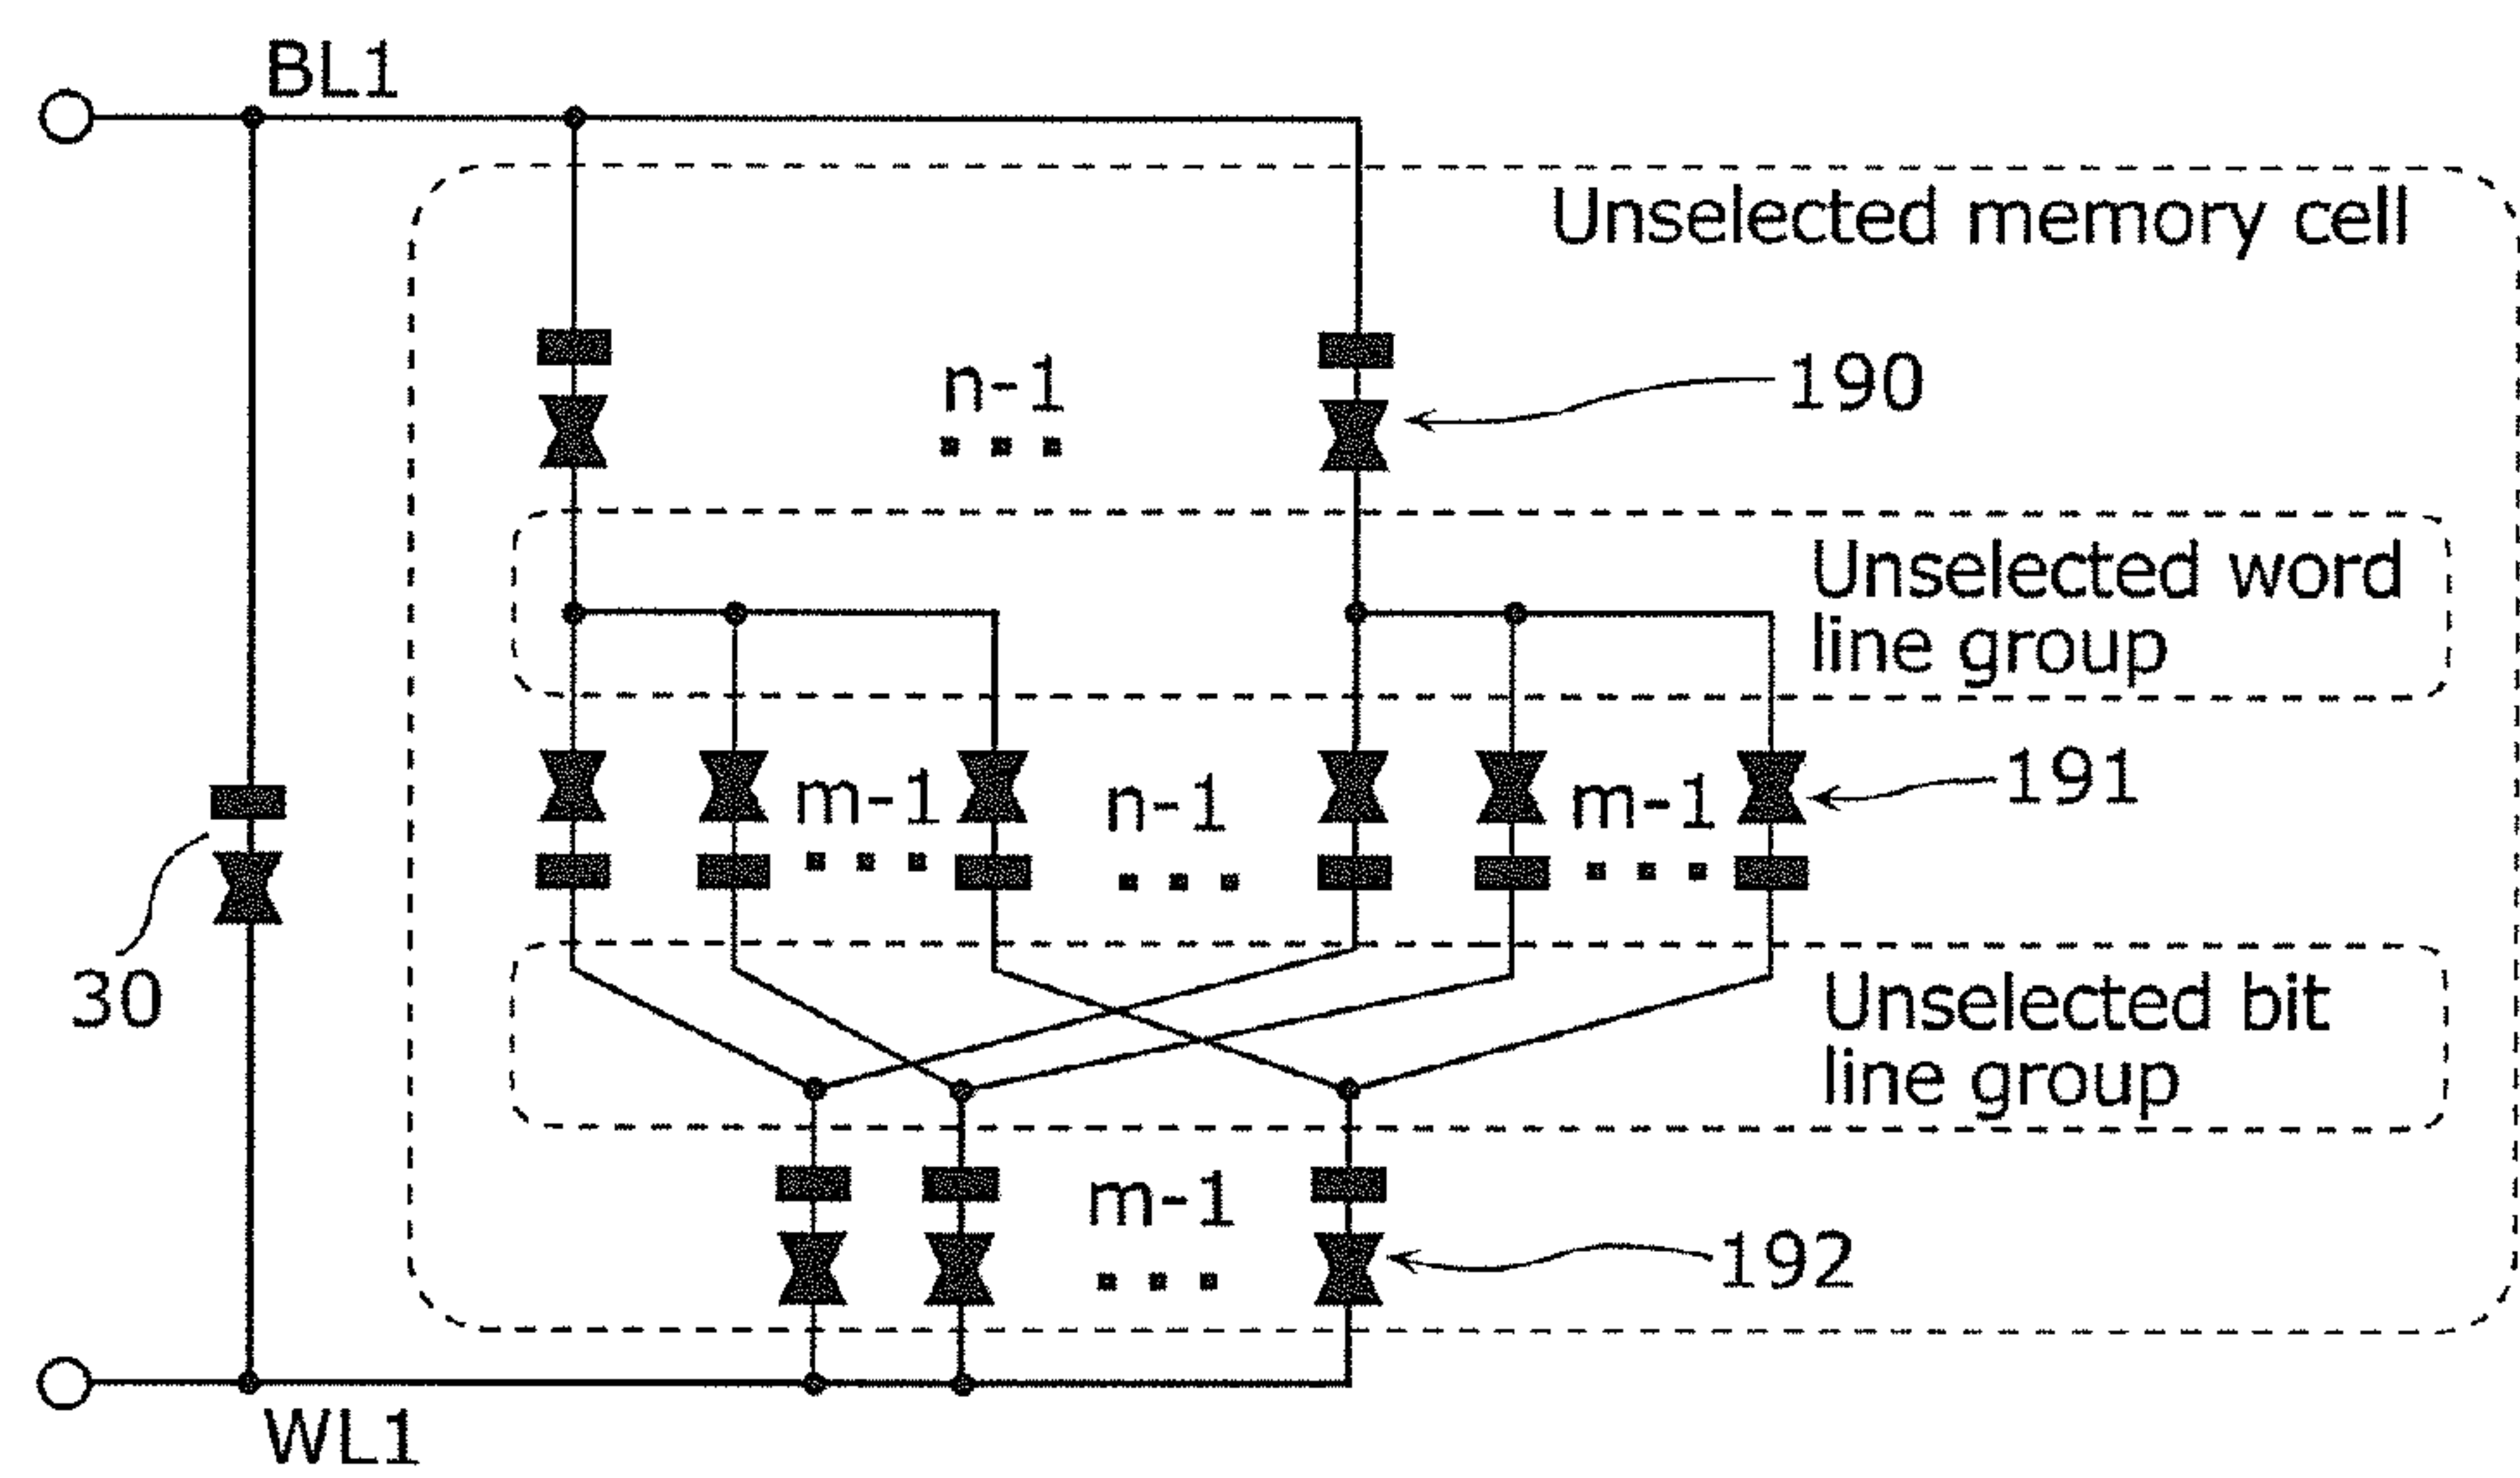 BL1
Unselected memory cell
n-1
190
Unselected word
line group
m-1
n-1
m-1
191
30
Unselected bit
line group
m-1
192
WL1